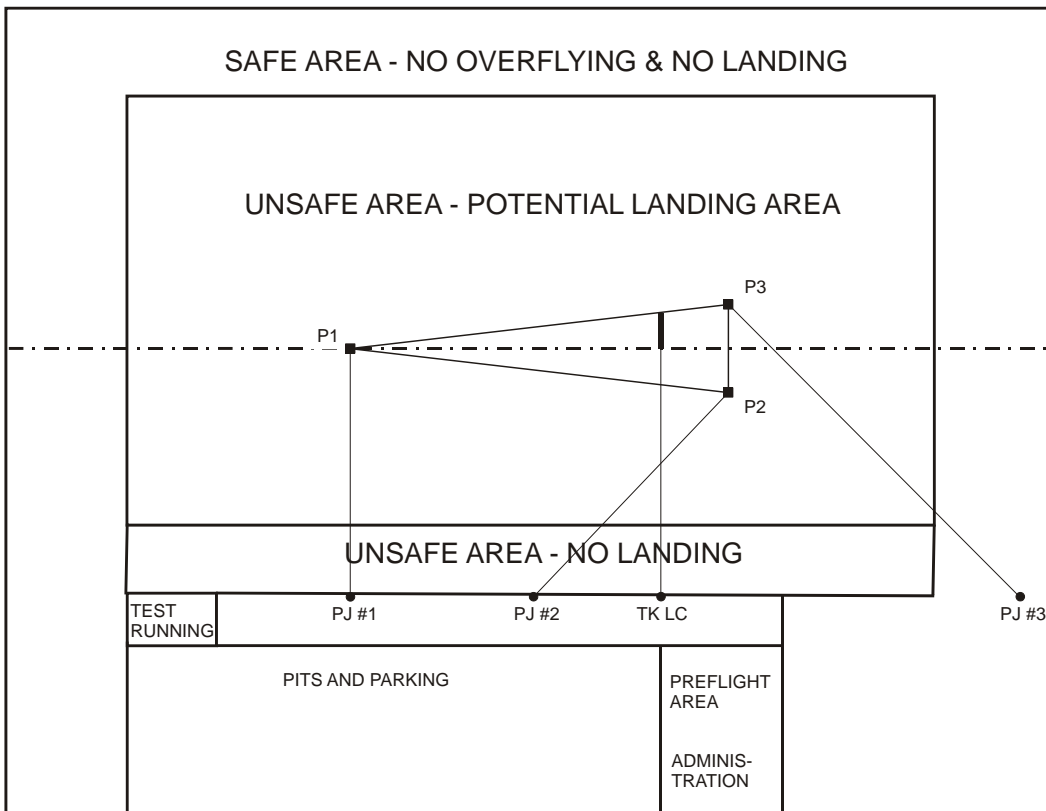 SAFE AREA - NO OVERFLYING & NO LANDING
UNSAFE AREA - POTENTIAL LANDING AREA
P3
P1
P2
UNSAFE AREA - NO LANDING
TEST
RUNNING
PJ #1
PJ #2
TK LC
PJ #3
PITS AND PARKING
PREFLIGHT
AREA
ADMINIS-
TRATION